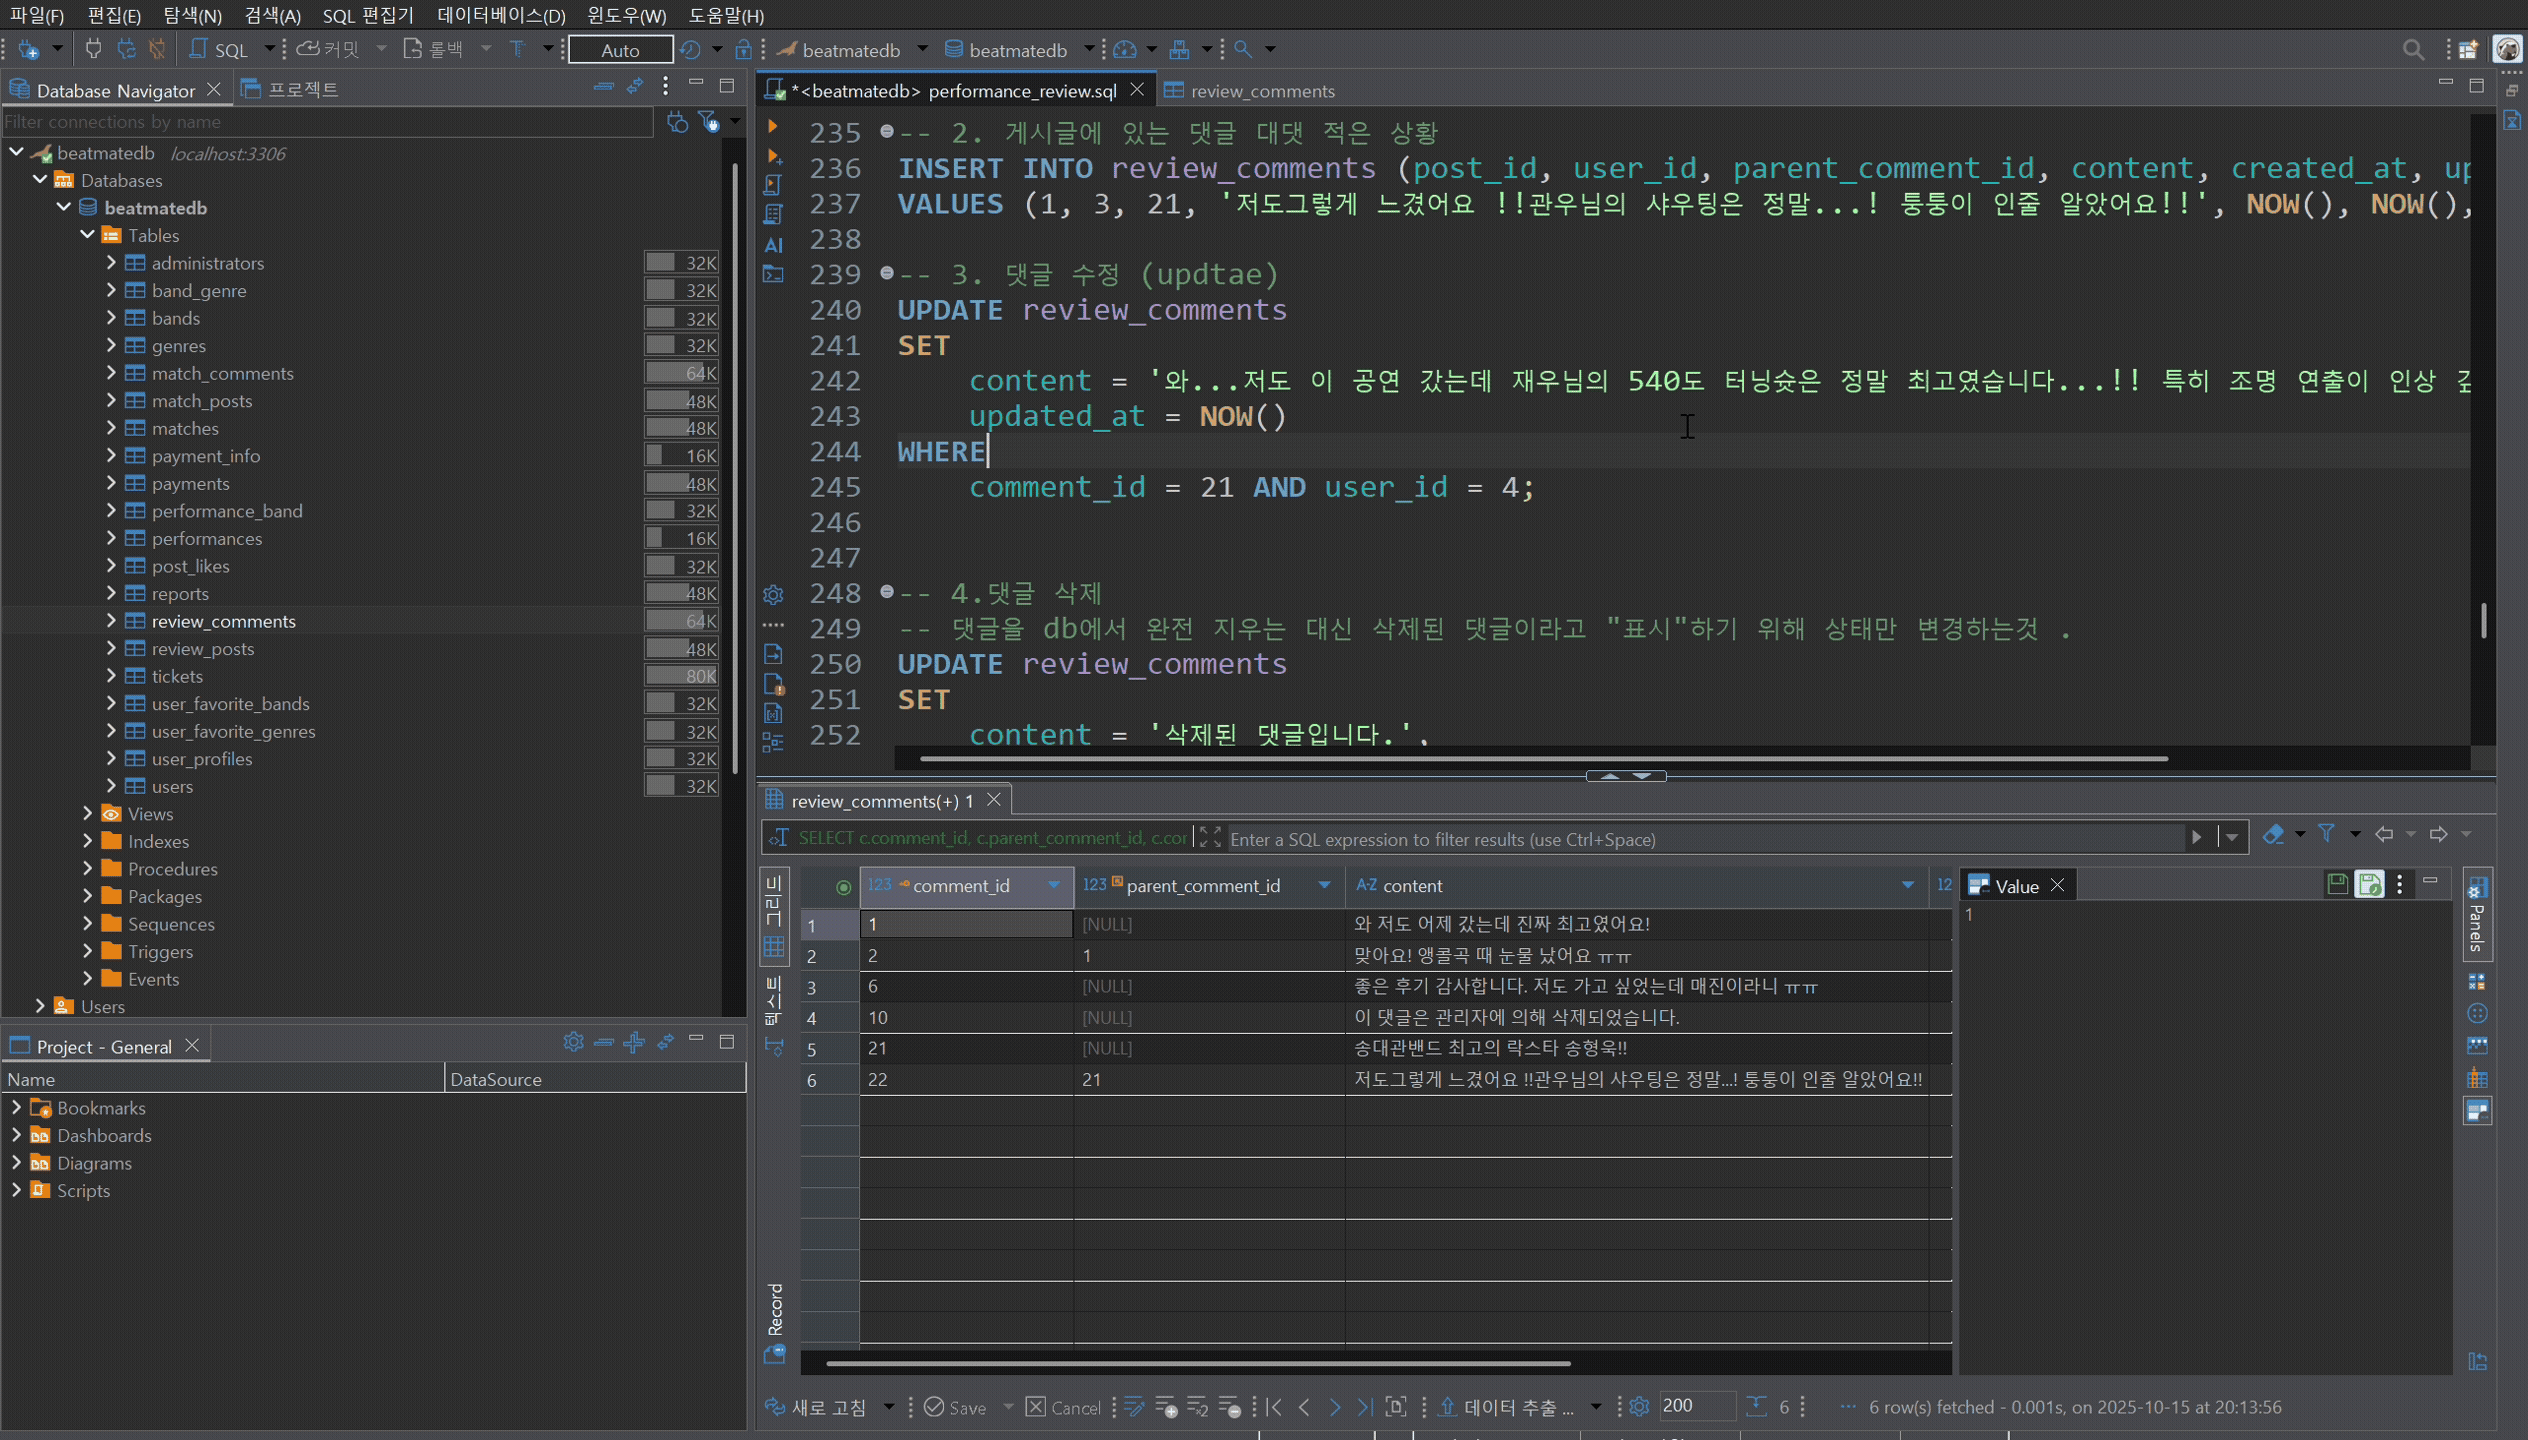 파일(F) 편집(E) 탐색(N) 검색(A) SQL 편집기 데이터베이스(D) 윈도우(W) 도움말(H)
SQL 커밋 롤백 T Auto beatmatedb beatmatedb
Database Navigator 프로젝트
Filter connections by name
beatmatedb localhost:3306
Databases
beatmatedb
Tables
administrators 32K
band_genre 32K
bands 32K
genres 32K
match_comments 64K
match_posts 48K
matches 48K
payment_info 16K
payments 48K
performance_band 32K
performances 16K
post_likes 32K
reports 48K
review_comments 64K
review_posts 48K
tickets 80K
user_favorite_bands 32K
user_favorite_genres 32K
user_profiles 32K
users 32K
Views
Indexes
Procedures
Packages
Sequences
Triggers
Events
Users
Project - General
Name DataSource
Bookmarks
Dashboards
Diagrams
Scripts
*<beatmatedb> performance_review.sql review_comments
AI
235 -- 2. 게시글에 있는 댓글 대댓 적은 상황
236 INSERT INTO review_comments (post_id, user_id, parent_comment_id, content, created_at, up
237 VALUES (1, 3, 21, '저도그렇게 느겼어요 !!관우님의 샤우팅은 정말...! 퉁퉁이 인줄 알았어요!!', NOW(), NOW(),
238
239 -- 3. 댓글 수정 (updtae)
240 UPDATE review_comments
241 SET
242 content = '와...저도 이 공연 갔는데 재우님의 540도 터닝슛은 정말 최고였습니다...!! 특히 조명 연출이 인상 깊
243 updated_at = NOW()
244 WHERE
245 comment_id = 21 AND user_id = 4;
246
247
248 -- 4.댓글 삭제
249 -- 댓글을 db에서 완전 지우는 대신 삭제된 댓글이라고 "표시"하기 위해 상태만 변경하는것 .
250 UPDATE review_comments
251 SET
252 content = '삭제된 댓글입니다.',
review_comments(+) 1
SELECT c.comment_id, c.parent_comment_id, c.cor Enter a SQL expression to filter results (use Ctrl+Space)
그리드
텍스트
Record
123 comment_id 123 parent_comment_id A-Z content 12
1 1 [NULL] 와 저도 어제 갔는데 진짜 최고였어요!
2 2 1 맞아요! 앵콜곡 때 눈물 났어요 ㅠㅠ
3 6 [NULL] 좋은 후기 감사합니다. 저도 가고 싶었는데 매진이라니 ㅠㅠ
4 10 [NULL] 이 댓글은 관리자에 의해 삭제되었습니다.
5 21 [NULL] 송대관밴드 최고의 락스타 송형욱!!
6 22 21 저도그렇게 느겼어요 !!관우님의 샤우팅은 정말...! 퉁퉁이 인줄 알았어요!!
Value
1
Panels
새로 고침 Save Cancel 데이터 추출 ... 200 6 6 row(s) fetched - 0.001s, on 2025-10-15 at 20:13:56